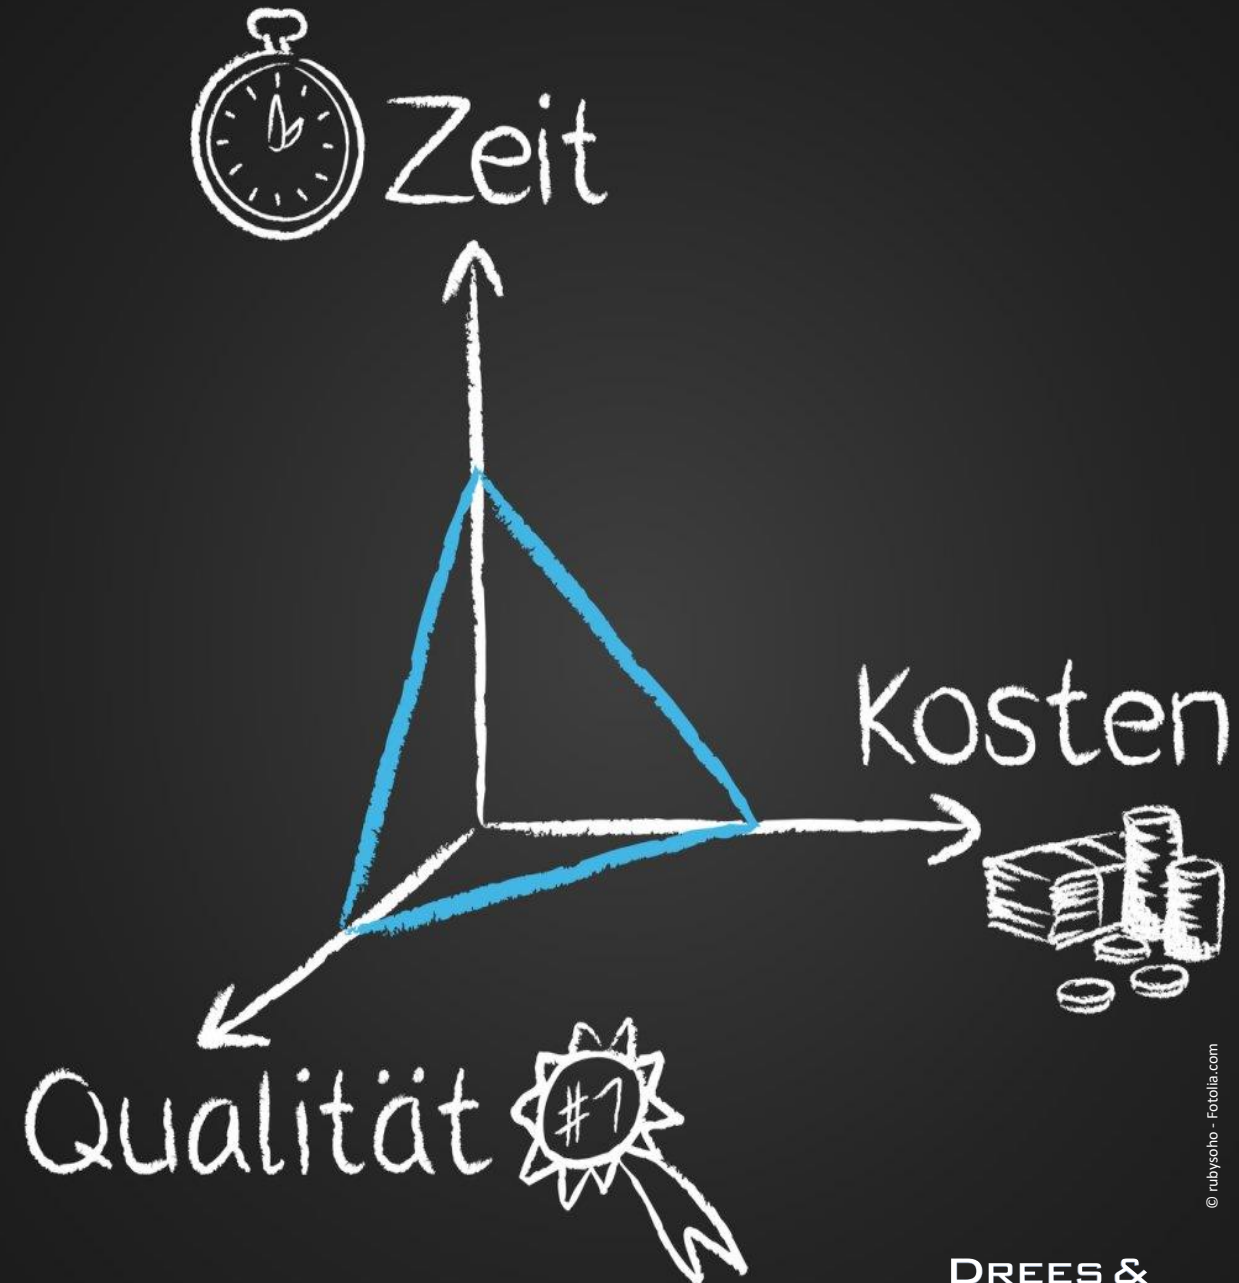 Zeit
Kosten
Qualität
#1
© rubysoho - Fotolia.com
DREES &